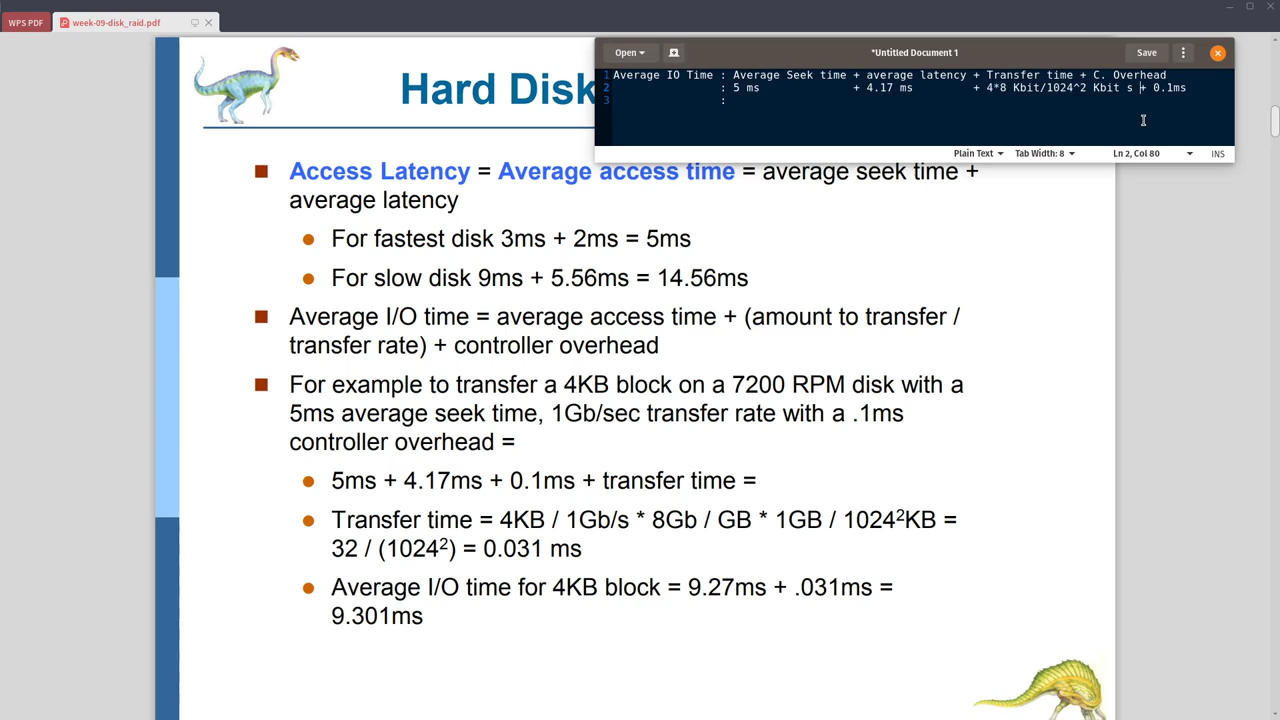 WPS PDF
week-09-disk_raid.pdf
Open
*Untitled Document 1
Save
1 Average IO Time : Average Seek time + average latency + Transfer time + C. Overhead
2 : 5 ms + 4.17 ms + 4*8 Kbit/1024^2 Kbit s + 0.1ms
3 :
Plain Text
Tab Width: 8
Ln 2, Col 80
INS
Hard Disk
Access Latency = Average access time = average seek time +
average latency
For fastest disk 3ms + 2ms = 5ms
For slow disk 9ms + 5.56ms = 14.56ms
Average I/O time = average access time + (amount to transfer /
transfer rate) + controller overhead
For example to transfer a 4KB block on a 7200 RPM disk with a
5ms average seek time, 1Gb/sec transfer rate with a .1ms
controller overhead =
5ms + 4.17ms + 0.1ms + transfer time =
Transfer time = 4KB / 1Gb/s * 8Gb / GB * 1GB / 1024²KB =
32 / (1024²) = 0.031 ms
Average I/O time for 4KB block = 9.27ms + .031ms =
9.301ms